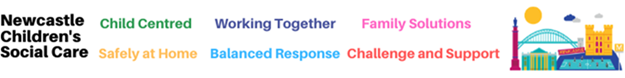 Newcastle
Children's
Social Care
Child Centred
Working Together
Family Solutions
Safely at Home
Balanced Response
Challenge and Support